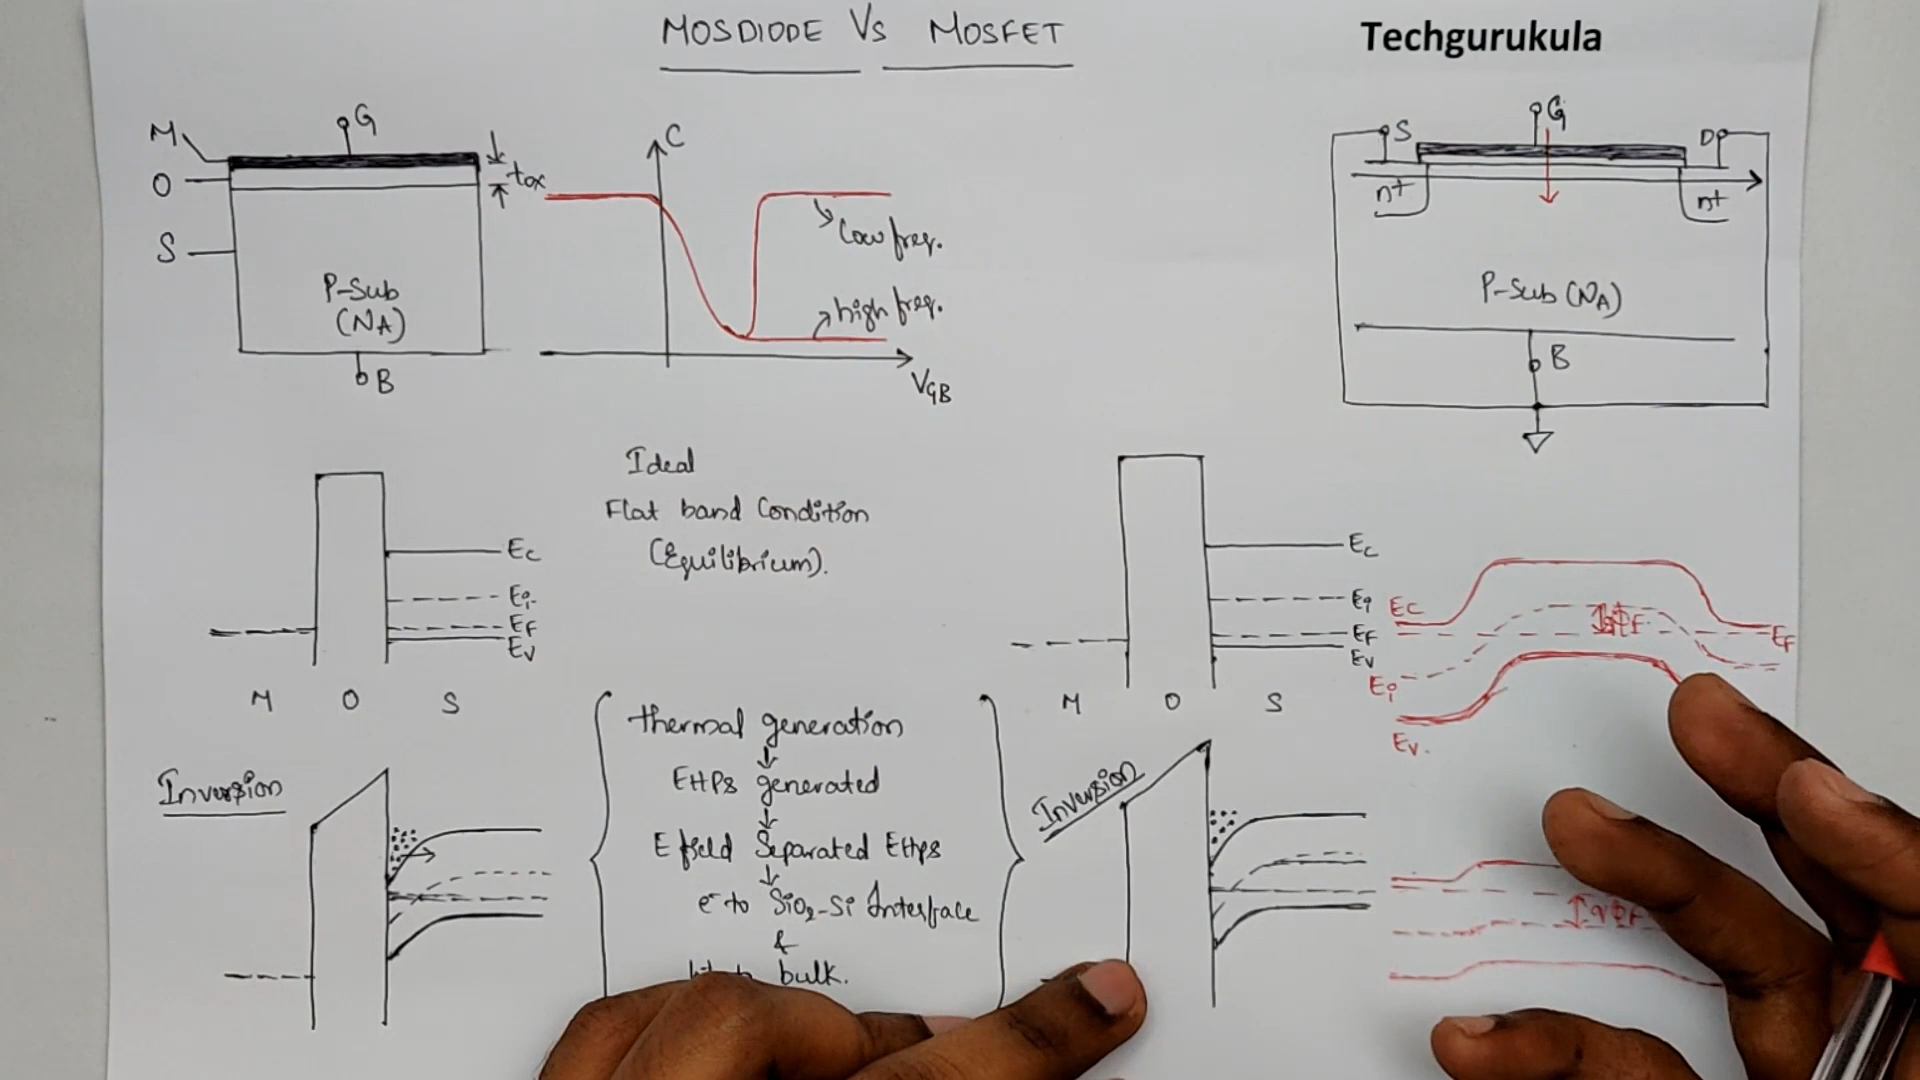 MOSDIODE Vs MOSFET
Techgurukula
M
G
O
tox
S
P-Sub
(NA)
B
C
Low freq.
high freq.
VGB
S
G
D
n+
n+
P-Sub (NA)
B
Ideal
Flat band Condition
(Equilibrium).
Ec
Ei
EF
Ev
M O S
Ec
Ei
EF
Ev
M O S
Ec
qϕF
EF
Ei
Ev.
Inversion
thermal generation
↓
EHPs generated
↓
E field Separated EHps
↓
e- to SiO2-Si Interface
&
bulk.
Inversion
qϕF